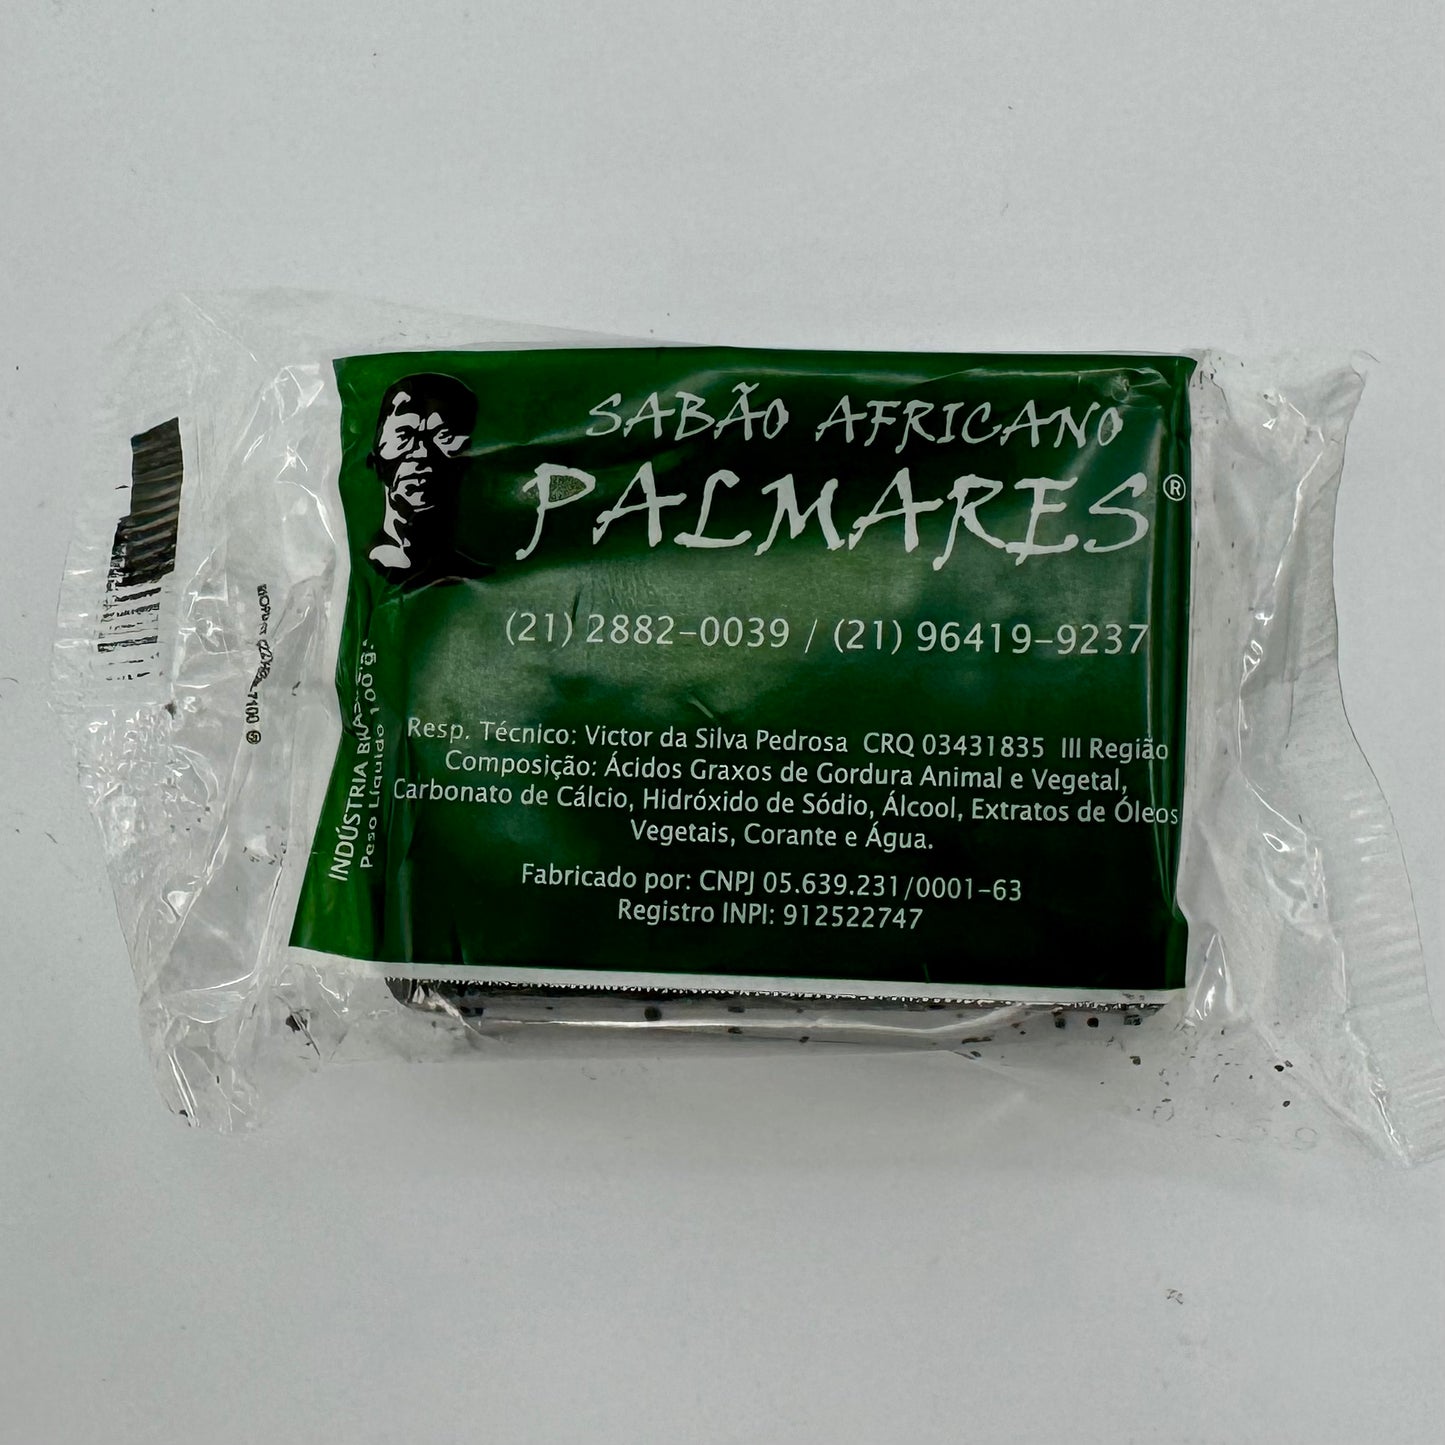 SABÃO AFRICANO
PALMARES®
(21) 2882-0039 / (21) 96419-9237
Resp. Técnico: Victor da Silva Pedrosa CRQ 03431835 III Região
Composição: Ácidos Graxos de Gordura Animal e Vegetal,
Carbonato de Cálcio, Hidróxido de Sódio, Álcool, Extratos de Óleos
Vegetais, Corante e Água.
Fabricado por: CNPJ 05.639.231/0001-63
Registro INPI: 912522747
INDÚSTRIA
Peso Líquido 100 g.